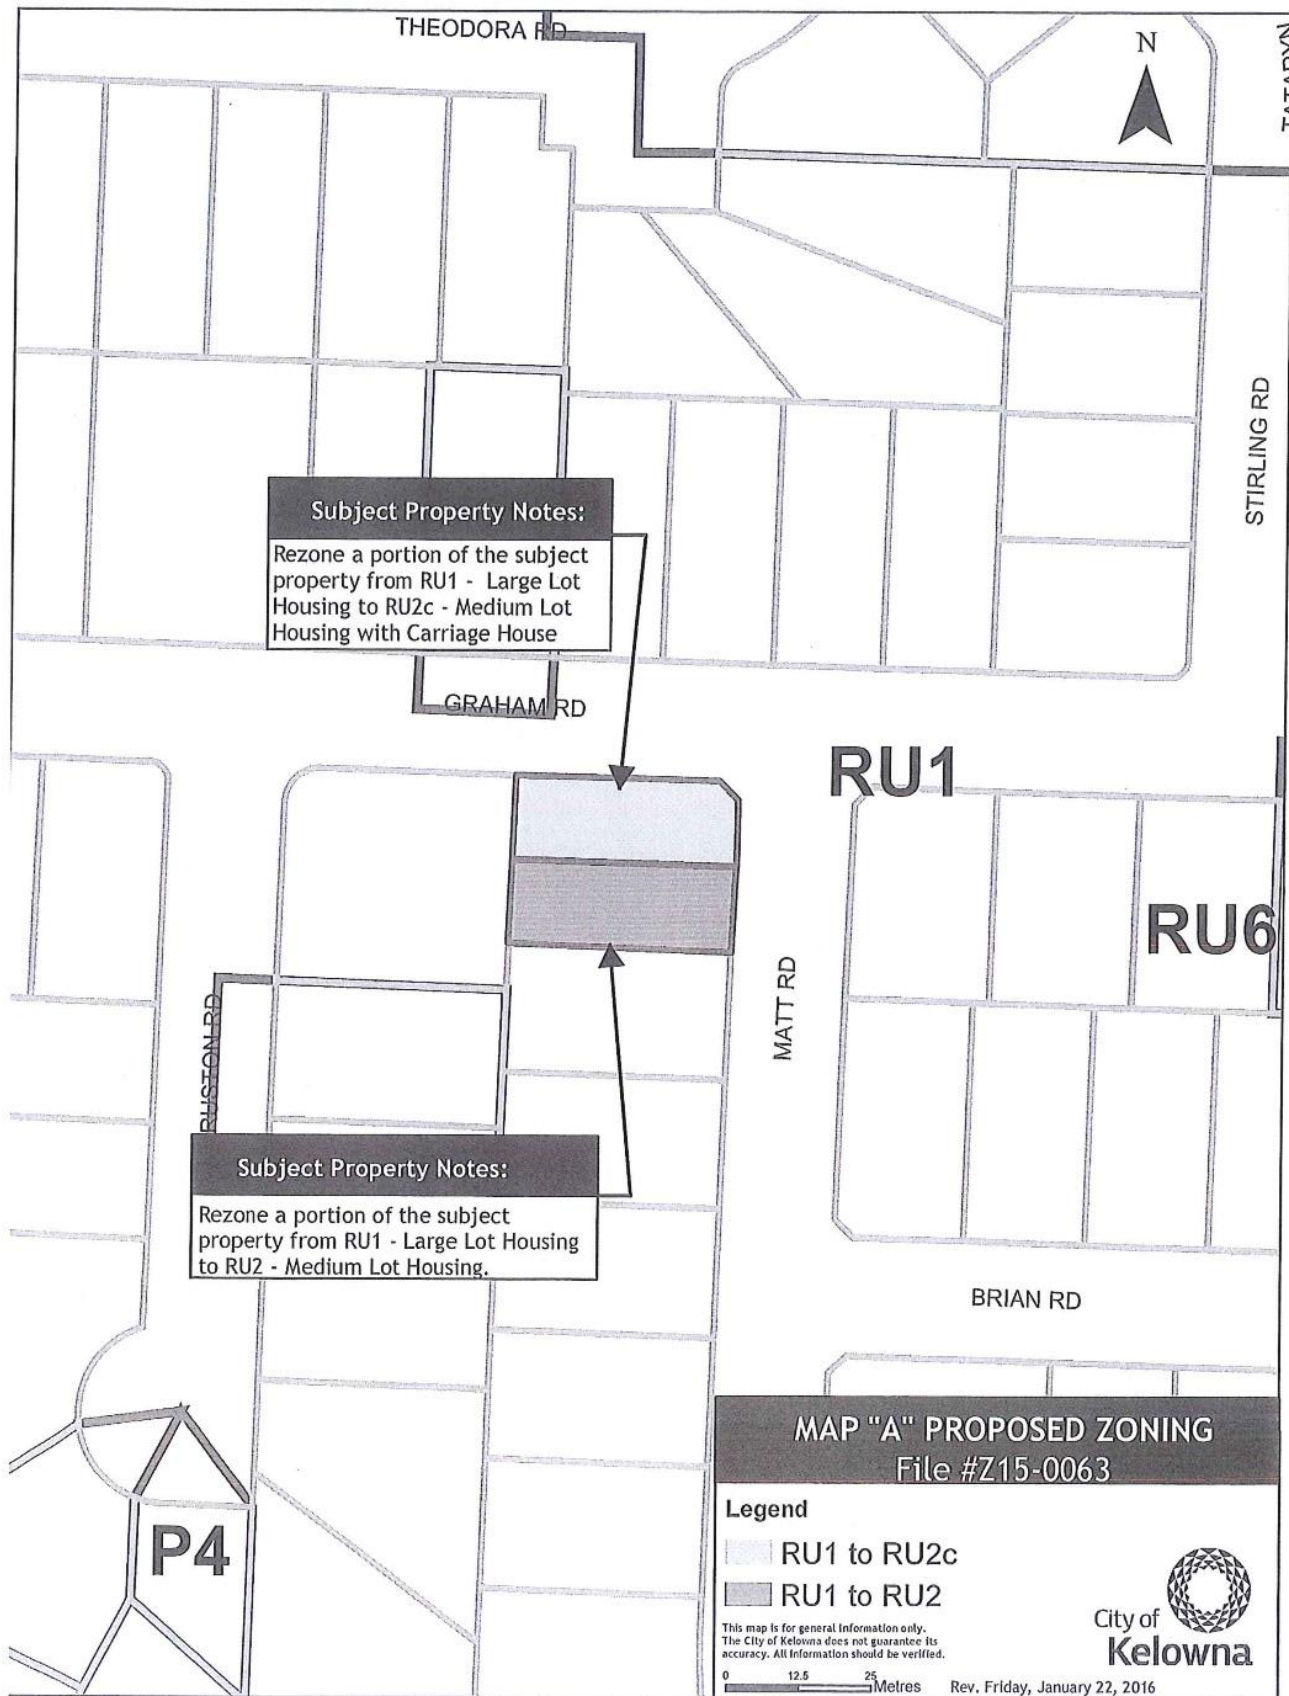 THEODORA RD
N
STIRLING RD
Subject Property Notes:
Rezone a portion of the subject
property from RU1 - Large Lot
Housing to RU2c - Medium Lot
Housing with Carriage House
GRAHAM RD
RU1
RU6
MATT RD
RUSTON RD
Subject Property Notes:
Rezone a portion of the subject
property from RU1 - Large Lot Housing
to RU2 - Medium Lot Housing.
BRIAN RD
P4
MAP "A" PROPOSED ZONING
File #Z15-0063
Legend
RU1 to RU2c
RU1 to RU2
This map is for general information only.
The City of Kelowna does not guarantee its
accuracy. All information should be verified.
0 12.5 25 Metres
Rev. Friday, January 22, 2016
City of
Kelowna